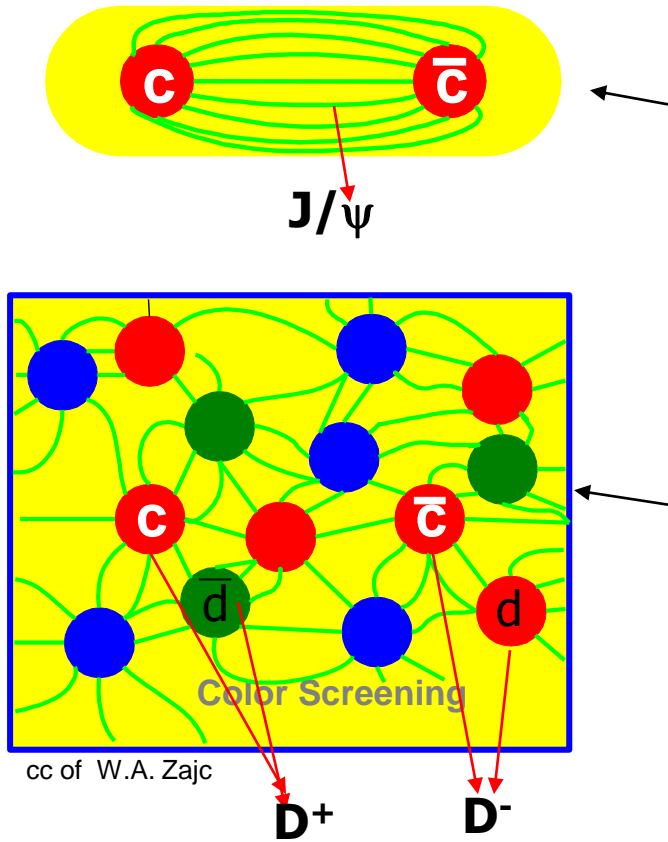 c c̅
J/ψ
c c̅
d̅ d
Color Screening
cc of W.A. Zajc
D⁺ D⁻